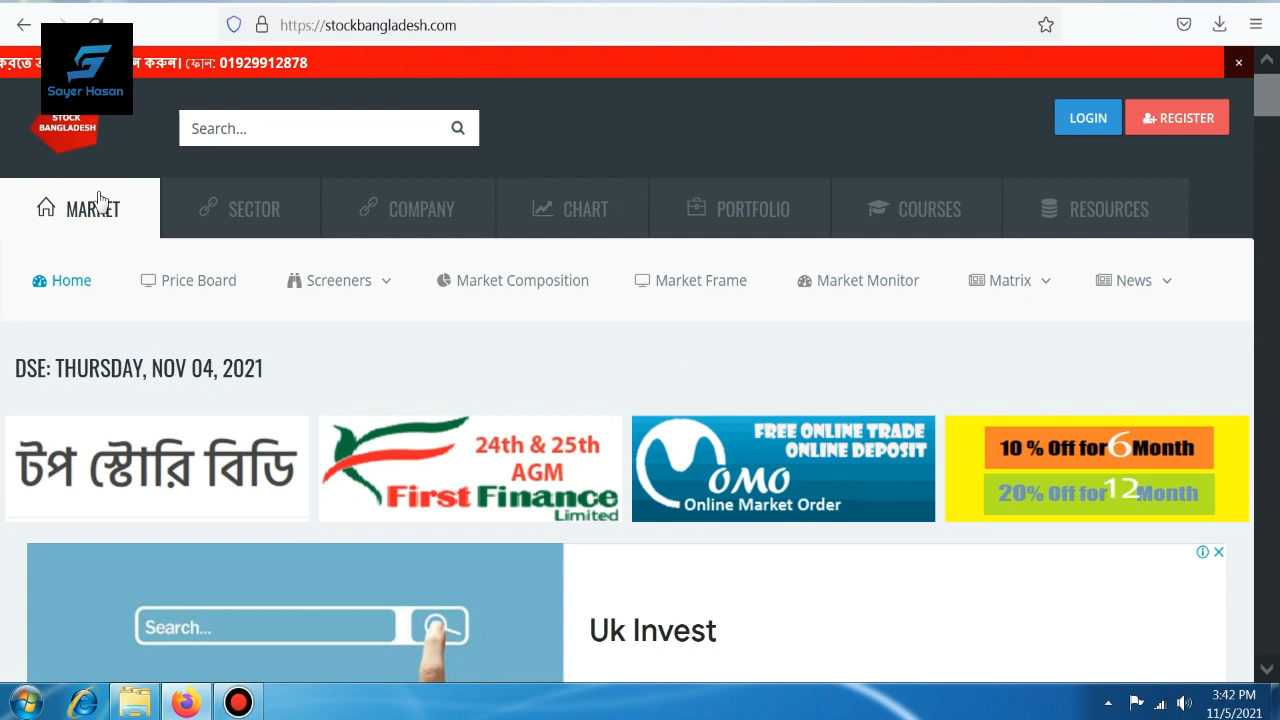 https://stockbangladesh.com
করুন। ফোন: 01929912878
Sayer Hasan
STOCK
BANGLADESH
Search...
LOGIN
REGISTER
MARKET
SECTOR
COMPANY
CHART
PORTFOLIO
COURSES
RESOURCES
Home
Price Board
Screeners
Market Composition
Market Frame
Market Monitor
Matrix
News
DSE: THURSDAY, NOV 04, 2021
টপ স্টোরি বিডি
24th & 25th
AGM
First Finance
Limited
FREE ONLINE TRADE
ONLINE DEPOSIT
OMO
Online Market Order
10 % Off for 6 Month
20% Off for 12 Month
Search...
Uk Invest
3:42 PM
11/5/2021